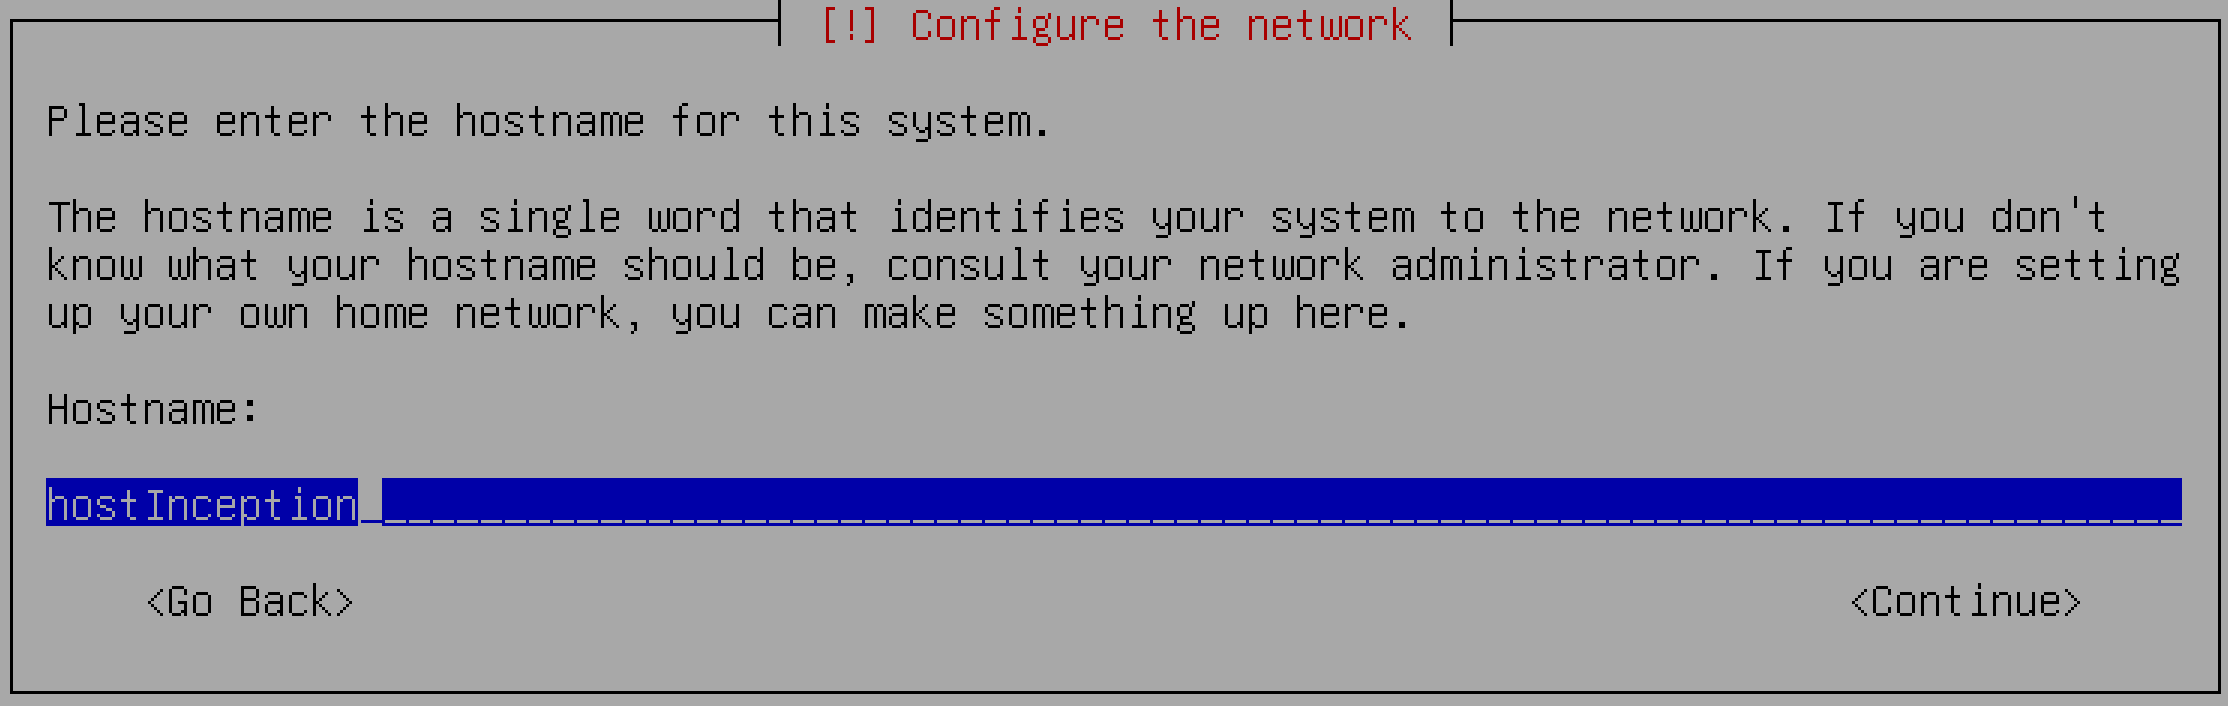 [!] Configure the network
Please enter the hostname for this system.
The hostname is a single word that identifies your system to the network. If you don't
know what your hostname should be, consult your network administrator. If you are setting
up your own home network, you can make something up here.
Hostname:
hostInception
<Go Back> <Continue>